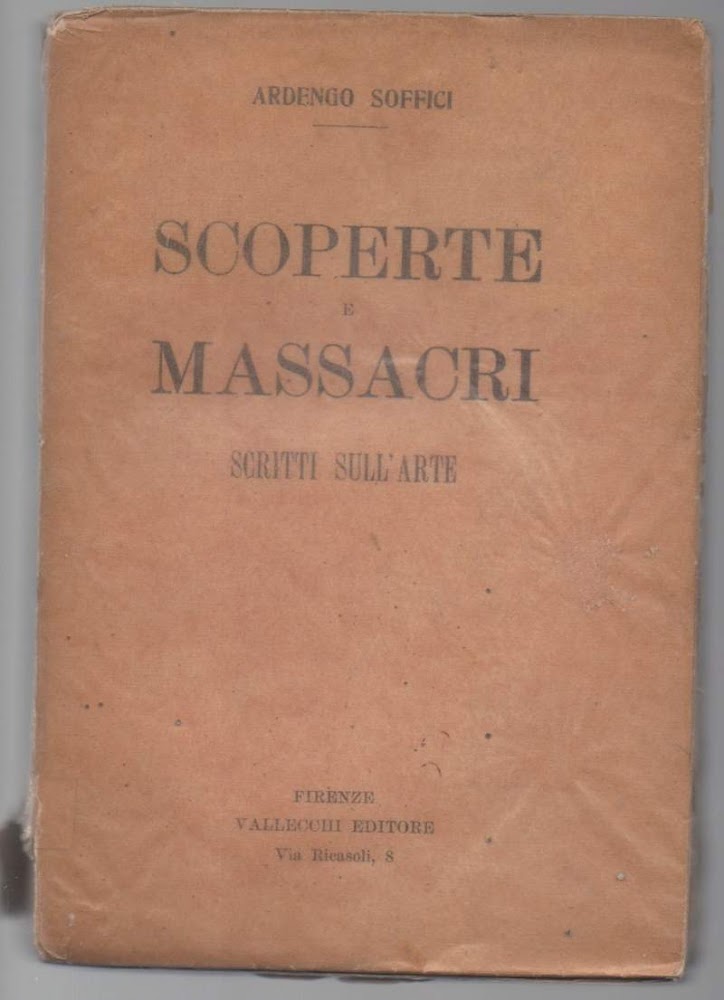 ARDENGO SOFFICI
SCOPERTE
E
MASSACRI
SCRITTI SULL'ARTE
FIRENZE
VALLECCHI EDITORE
Via Ricasoli, 8